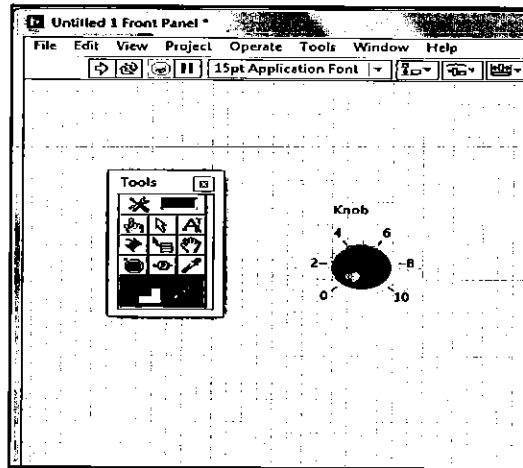 Untitled 1 Front Panel *
File Edit View Project Operate Tools Window Help
15pt Application Font
Tools
Knob
4 6
2 8
0 10